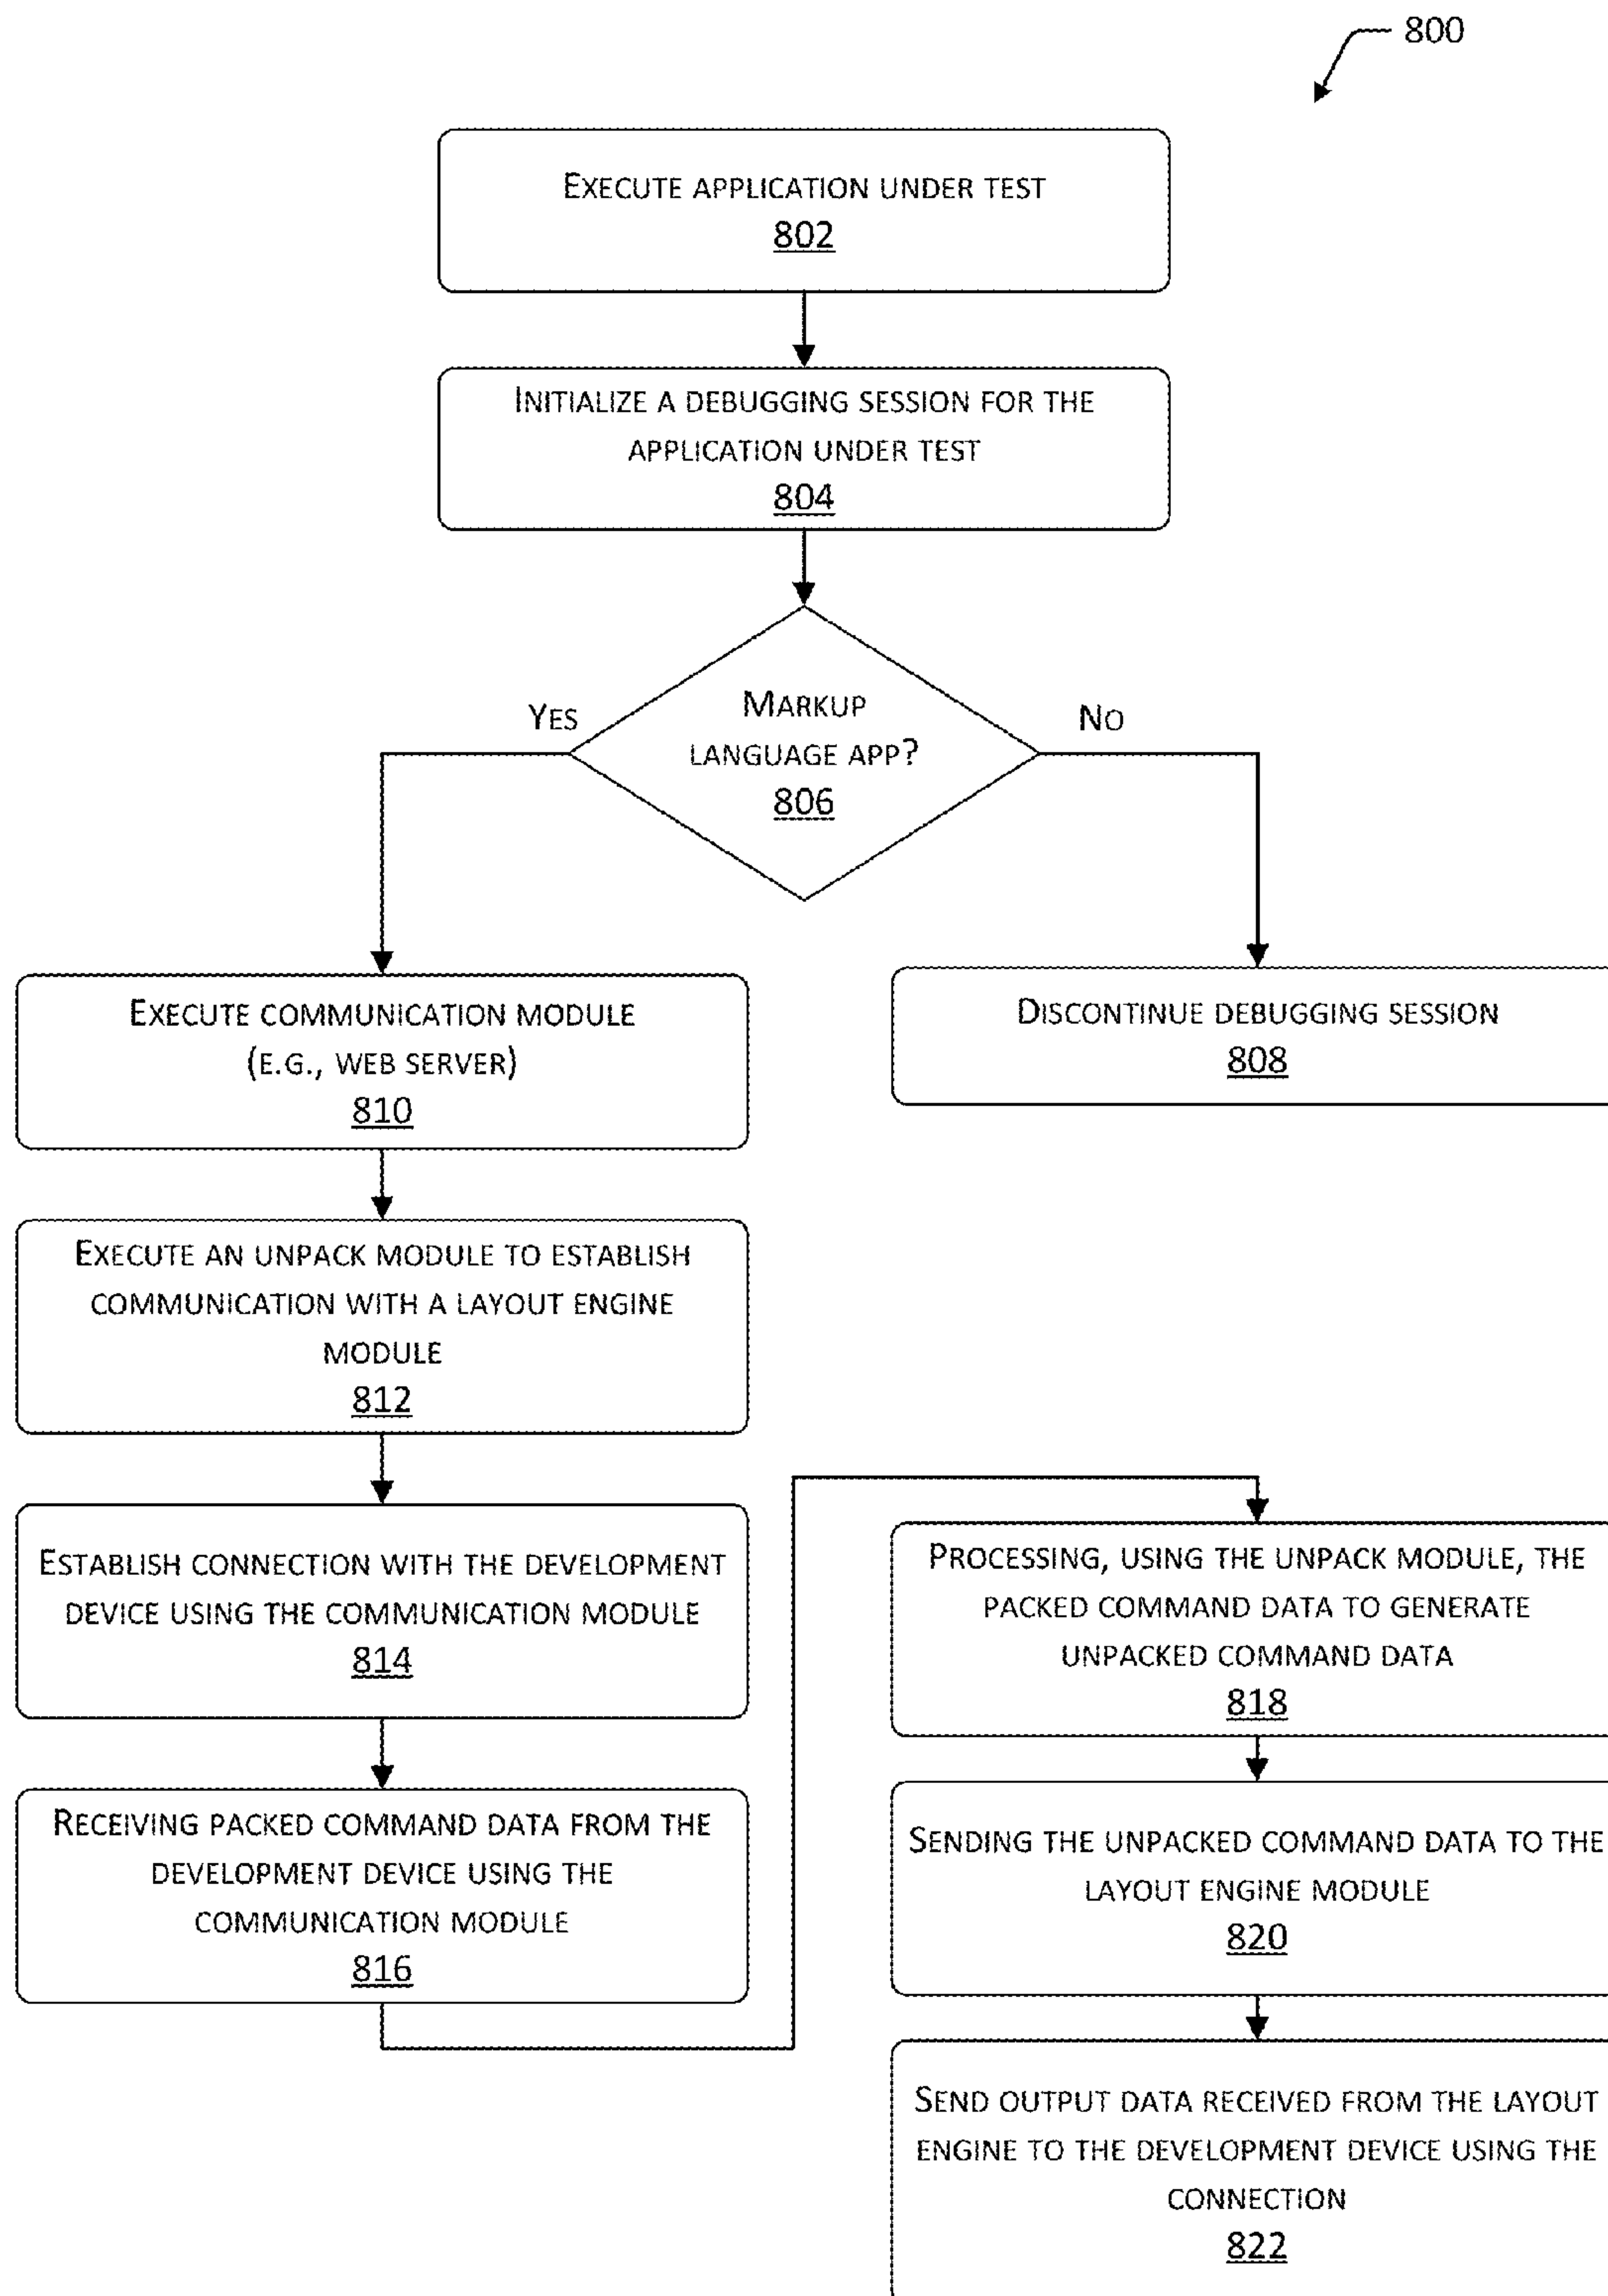 800
EXECUTE APPLICATION UNDER TEST
802
INITIALIZE A DEBUGGING SESSION FOR THE
APPLICATION UNDER TEST
804
MARKUP
LANGUAGE APP?
806
YES
NO
EXECUTE COMMUNICATION MODULE
(E.G., WEB SERVER)
810
DISCONTINUE DEBUGGING SESSION
808
EXECUTE AN UNPACK MODULE TO ESTABLISH
COMMUNICATION WITH A LAYOUT ENGINE
MODULE
812
ESTABLISH CONNECTION WITH THE DEVELOPMENT
DEVICE USING THE COMMUNICATION MODULE
814
RECEIVING PACKED COMMAND DATA FROM THE
DEVELOPMENT DEVICE USING THE
COMMUNICATION MODULE
816
PROCESSING, USING THE UNPACK MODULE, THE
PACKED COMMAND DATA TO GENERATE
UNPACKED COMMAND DATA
818
SENDING THE UNPACKED COMMAND DATA TO THE
LAYOUT ENGINE MODULE
820
SEND OUTPUT DATA RECEIVED FROM THE LAYOUT
ENGINE TO THE DEVELOPMENT DEVICE USING THE
CONNECTION
822